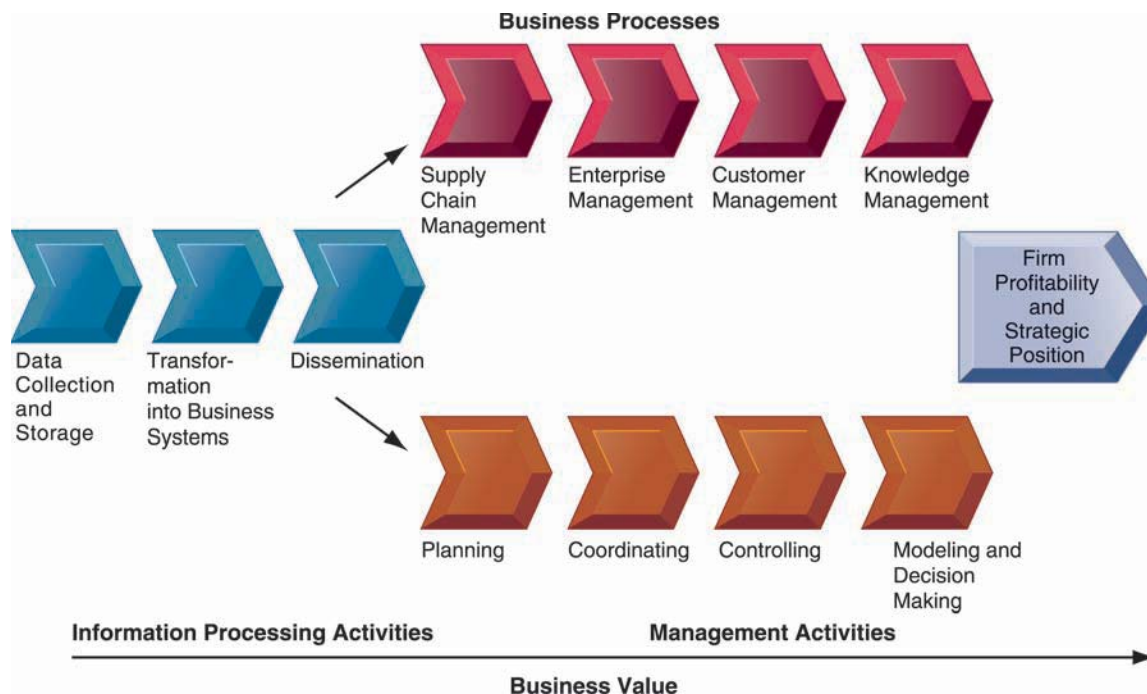 Business Processes
Supply
Chain
Management
Enterprise
Management
Customer
Management
Knowledge
Management
Data
Collection
and
Storage
Transfor-
mation
into Business
Systems
Dissemination
Firm
Profitability
and
Strategic
Position
Planning
Coordinating
Controlling
Modeling and
Decision
Making
Information Processing Activities
Management Activities
Business Value